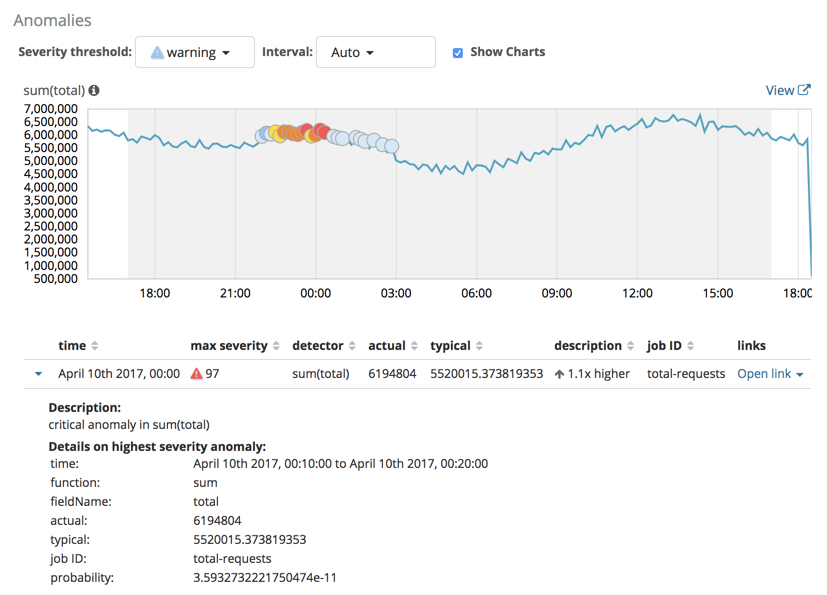 Anomalies
Severity threshold: warning Interval: Auto Show Charts
sum(total) View
7,000,000
6,500,000
6,000,000
5,500,000
5,000,000
4,500,000
4,000,000
3,500,000
3,000,000
2,500,000
2,000,000
1,500,000
1,000,000
500,000
18:00 21:00 00:00 03:00 06:00 09:00 12:00 15:00 18:00
time max severity detector actual typical description job ID links
April 10th 2017, 00:00 97 sum(total) 6194804 5520015.373819353 1.1x higher total-requests Open link
Description:
critical anomaly in sum(total)
Details on highest severity anomaly:
time: April 10th 2017, 00:10:00 to April 10th 2017, 00:20:00
function: sum
fieldName: total
actual: 6194804
typical: 5520015.373819353
job ID: total-requests
probability: 3.5932732221750474e-11